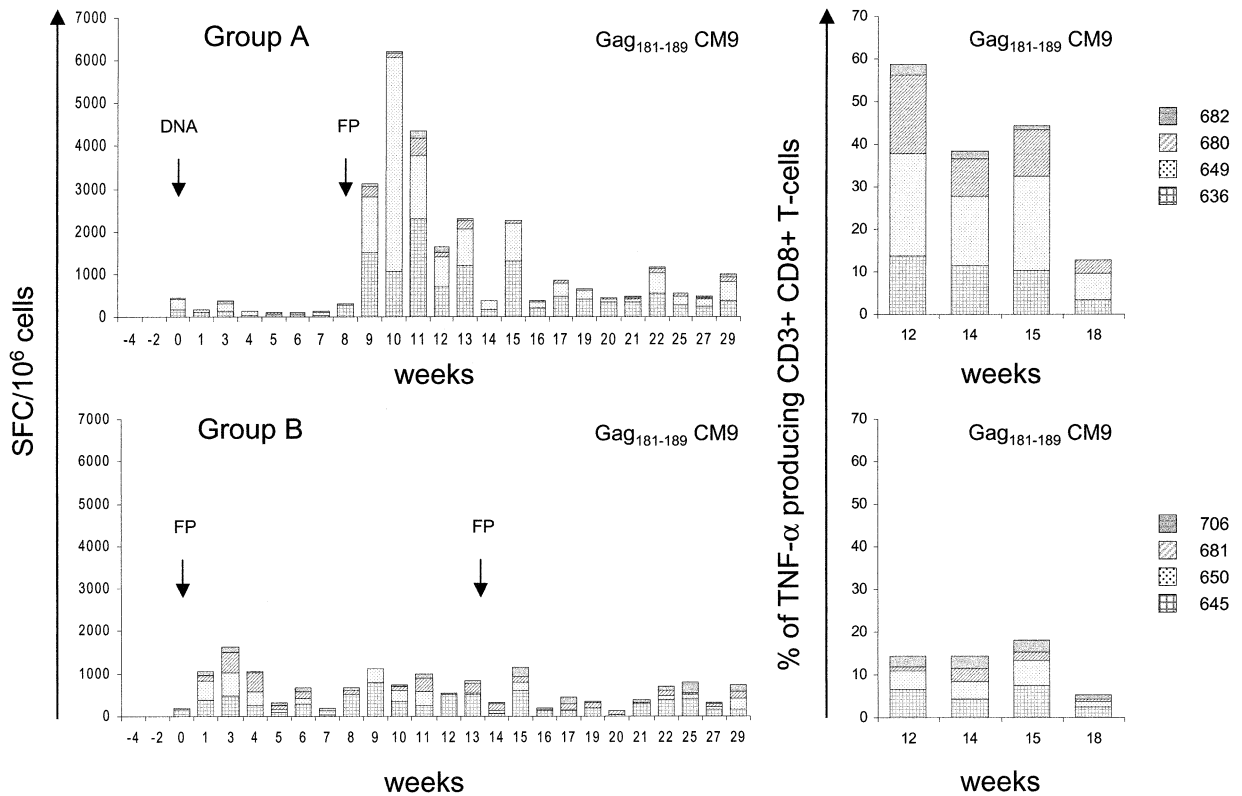 SFC/10⁶ cells
Group A
Gag₁₈₁₋₁₈₉ CM9
7000
6000
5000
4000
3000
2000
1000
0
DNA
FP
-4 -2 0 1 3 4 5 6 7 8 9 10 11 12 13 14 15 16 17 19 20 21 22 25 27 29
weeks
Group B
Gag₁₈₁₋₁₈₉ CM9
7000
6000
5000
4000
3000
2000
1000
0
FP
FP
-4 -2 0 1 3 4 5 6 7 8 9 10 11 12 13 14 15 16 17 19 20 21 22 25 27 29
weeks
% of TNF-α producing CD3+ CD8+ T-cells
Gag₁₈₁₋₁₈₉ CM9
70
60
50
40
30
20
10
0
12 14 15 18
weeks
682
680
649
636
Gag₁₈₁₋₁₈₉ CM9
70
60
50
40
30
20
10
0
12 14 15 18
weeks
706
681
650
645